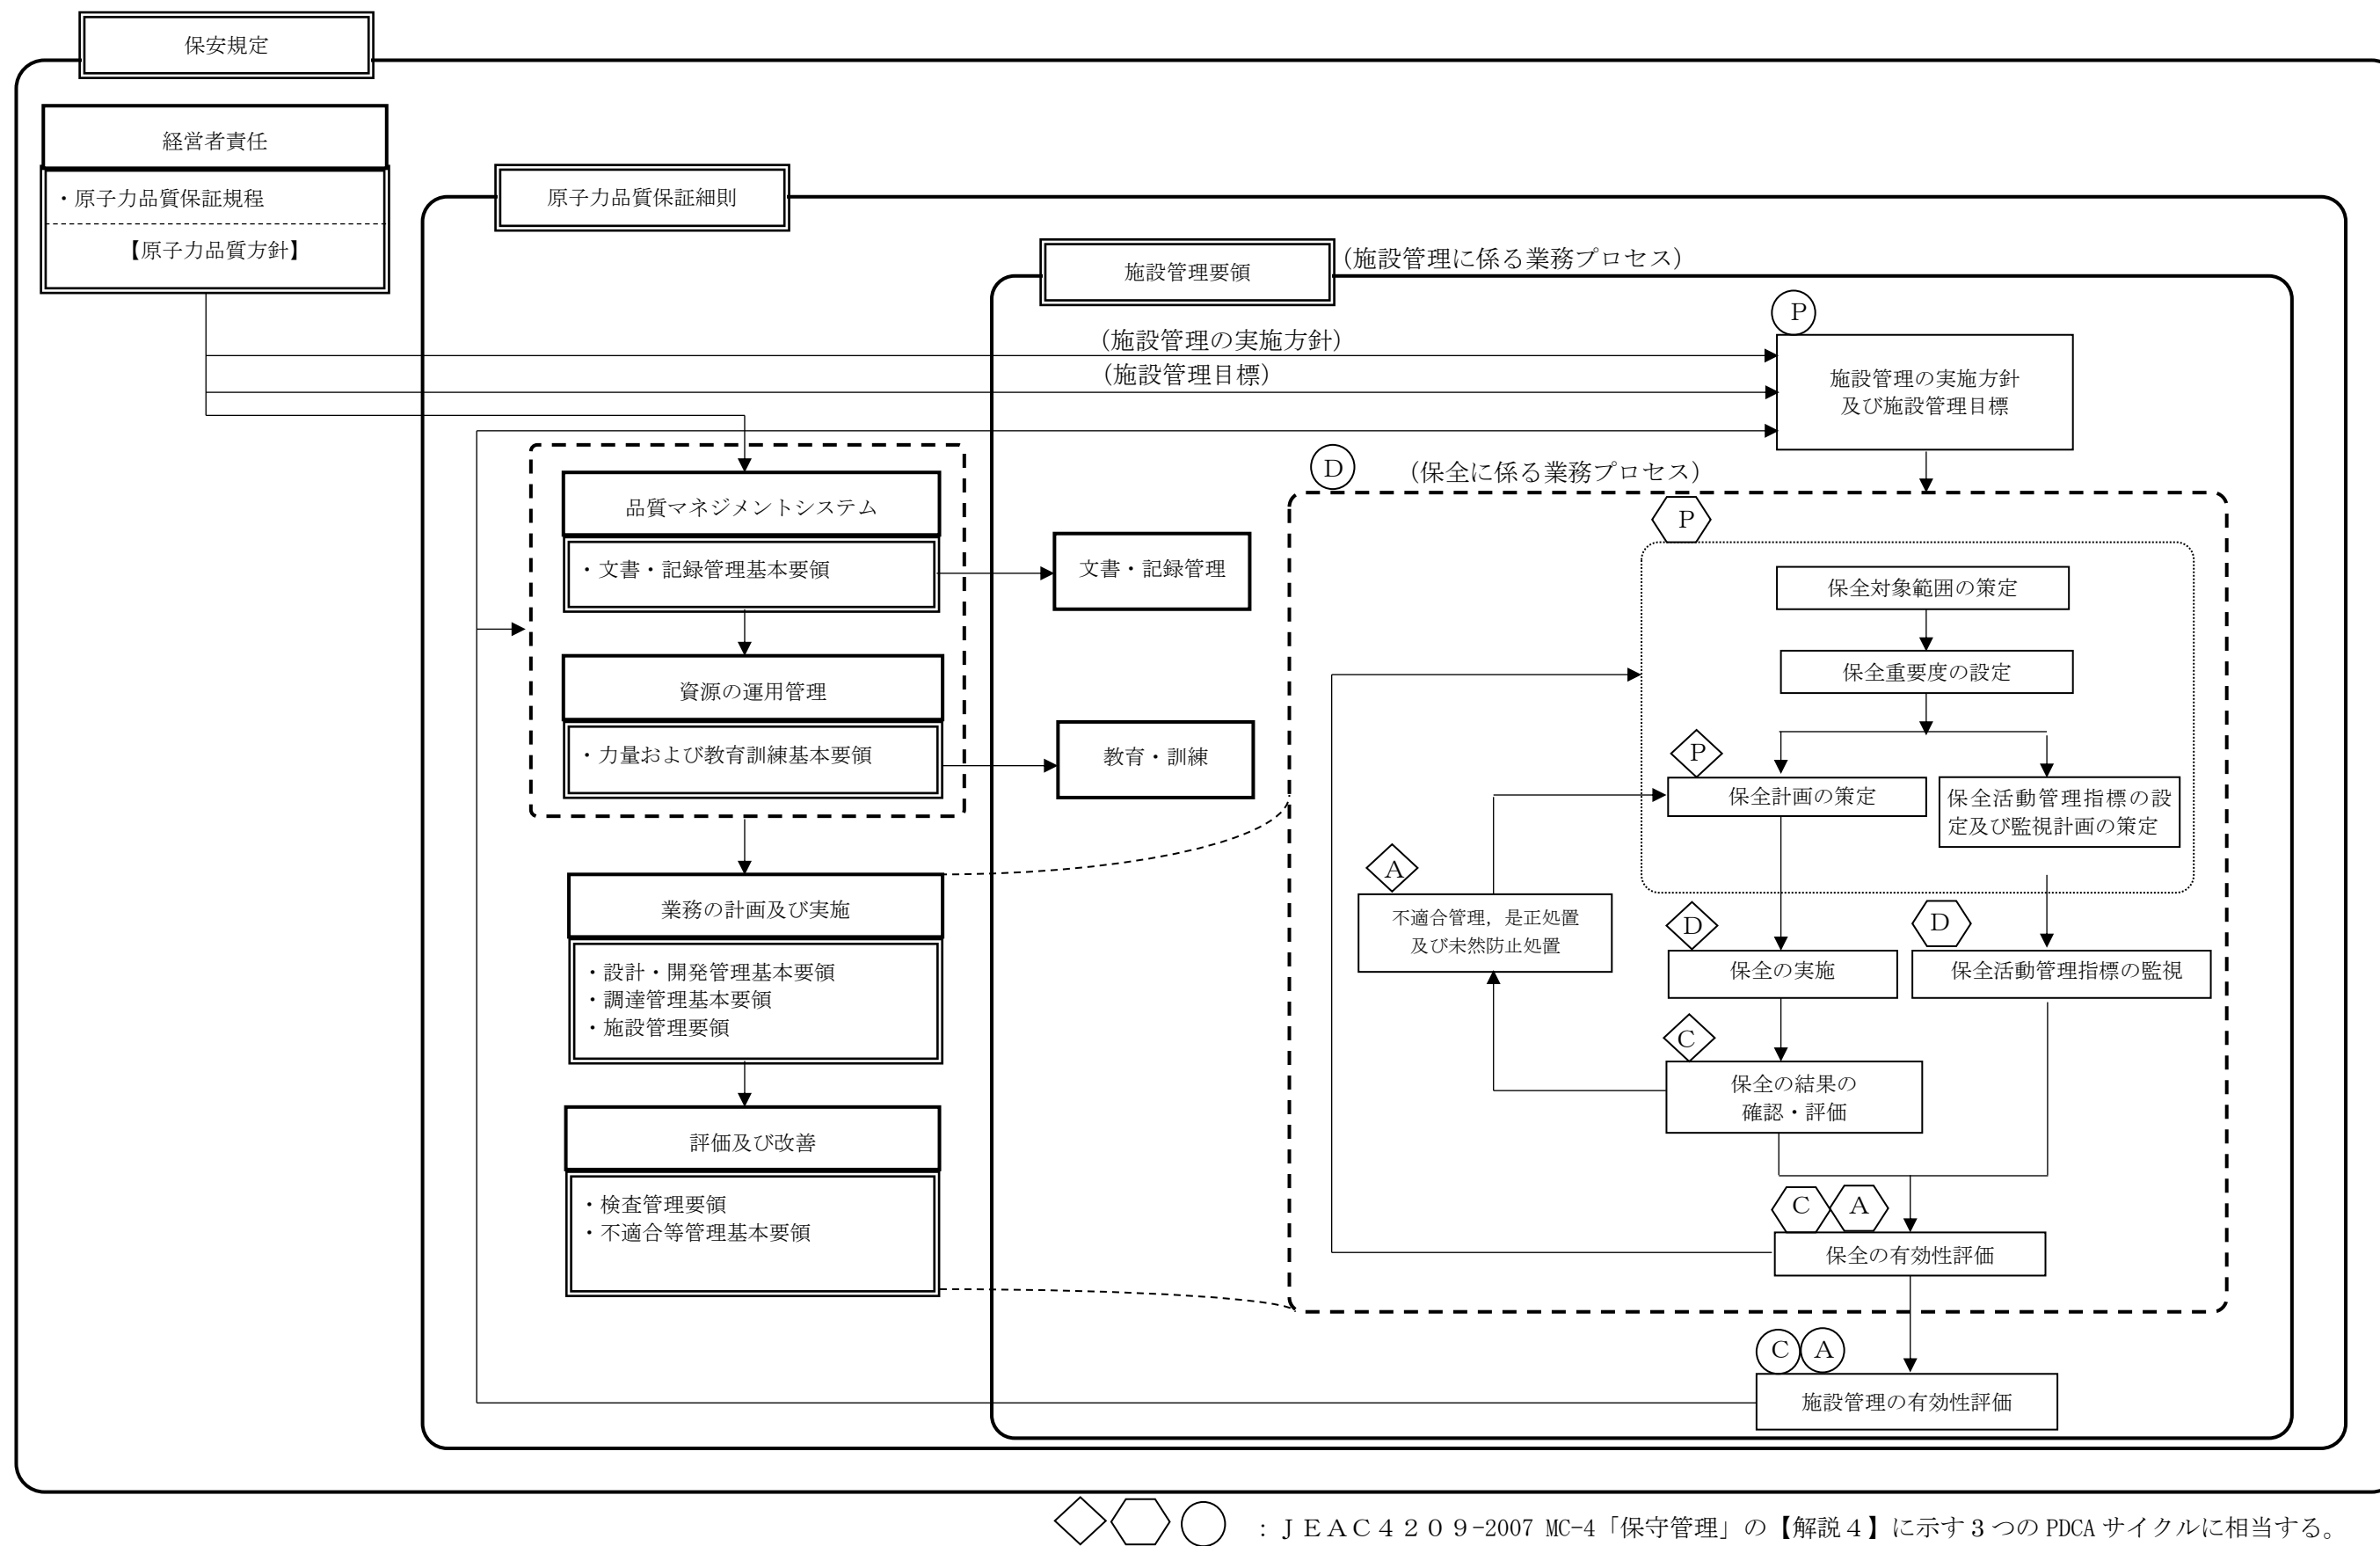 保安規定
経営者責任
・原子力品質保証規程
【原子力品質方針】
原子力品質保証細則
施設管理要領
(施設管理に係る業務プロセス)
(施設管理の実施方針)
(施設管理目標)
P
施設管理の実施方針
及び施設管理目標
品質マネジメントシステム
・文書・記録管理基本要領
文書・記録管理
資源の運用管理
・力量および教育訓練基本要領
教育・訓練
業務の計画及び実施
・設計・開発管理基本要領
・調達管理基本要領
・施設管理要領
評価及び改善
・検査管理要領
・不適合等管理基本要領
D
(保全に係る業務プロセス)
P
保全対象範囲の策定
保全重要度の設定
P
保全計画の策定
保全活動管理指標の設
定及び監視計画の策定
A
不適合管理，是正処置
及び未然防止処置
D
保全の実施
D
保全活動管理指標の監視
C
保全の結果の
確認・評価
C
A
保全の有効性評価
C
A
施設管理の有効性評価
：ＪＥＡＣ４２０９-2007 MC-4「保守管理」の【解説４】に示す３つの PDCA サイクルに相当する。